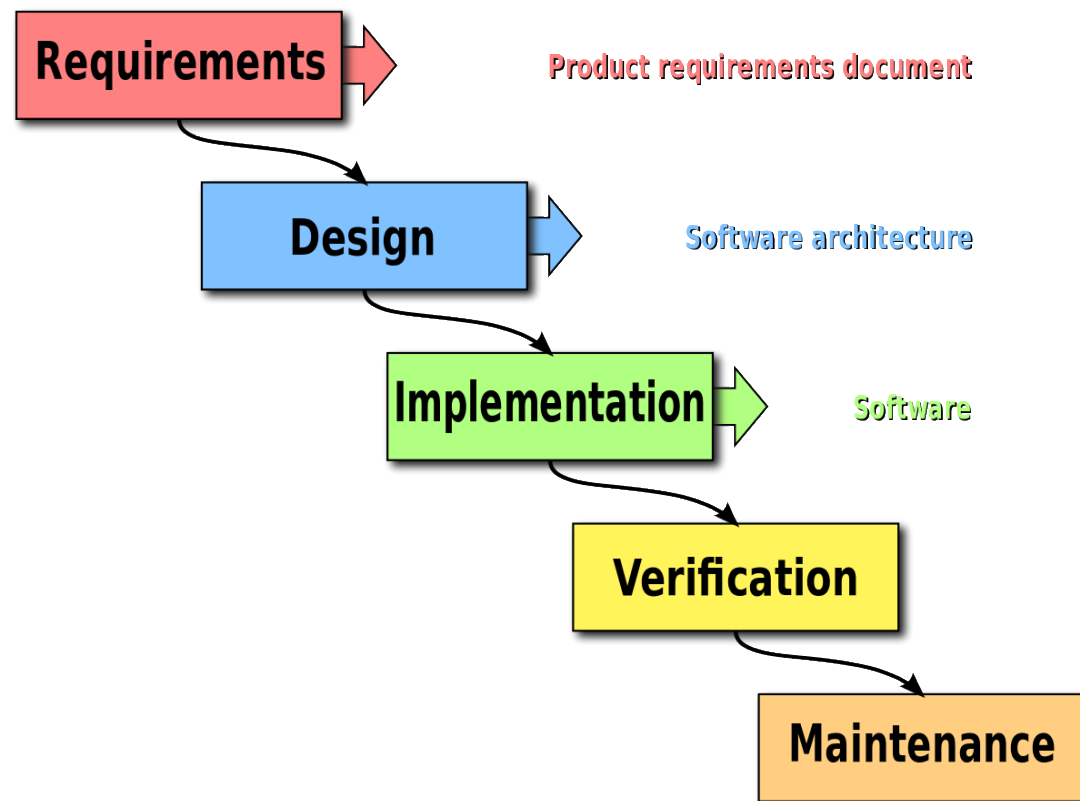 Requirements
Product requirements document
Design
Software architecture
Implementation
Software
Verification
Maintenance